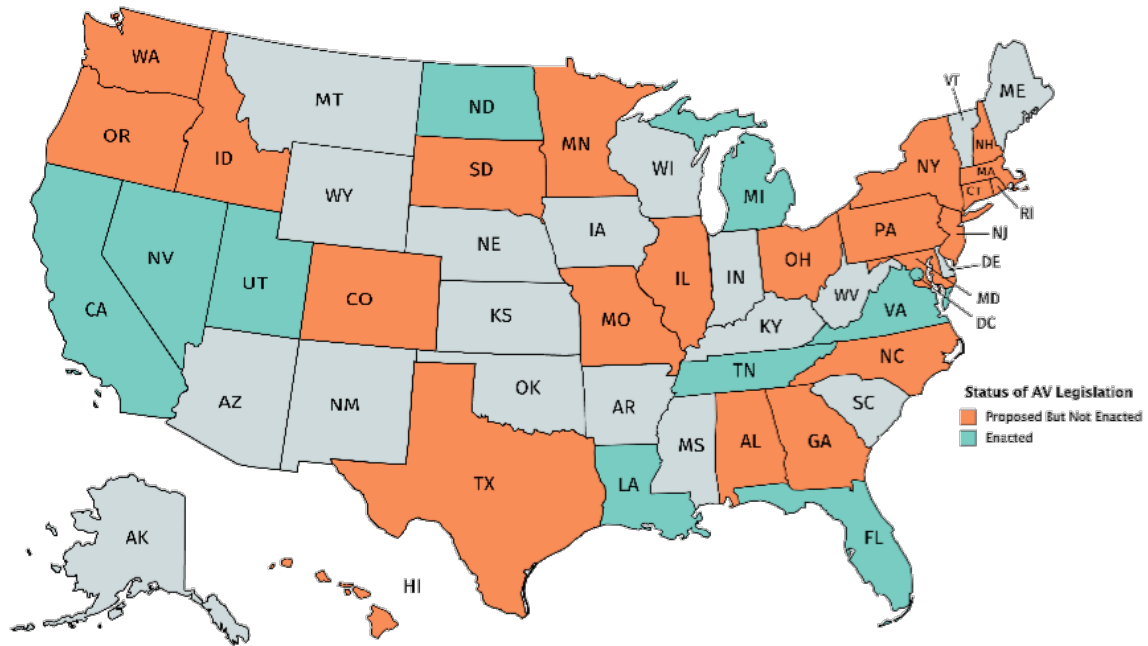 WA
MT
ND
MN
VT
ME
OR
ID
SD
WI
NY
NH
MA
CT
RI
WY
MI
NV
UT
CO
NE
IA
IL
IN
OH
PA
NJ
DE
MD
DC
CA
KS
MO
KY
WV
VA
AZ
NM
OK
AR
TN
NC
SC
MS
AL
GA
TX
LA
FL
AK
HI
Status of AV Legislation
Proposed But Not Enacted
Enacted